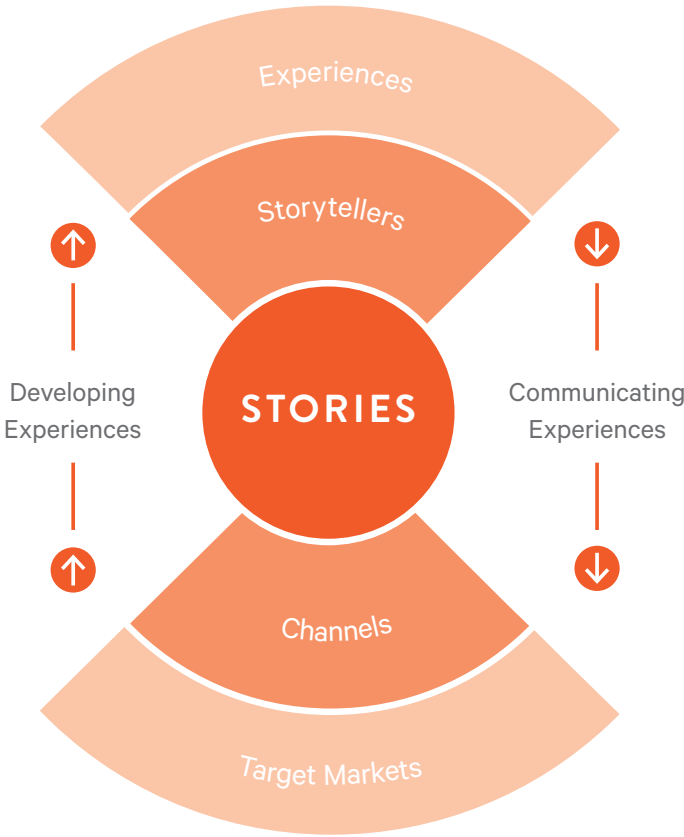 Experiences
Storytellers
Developing
Experiences
STORIES
Communicating
Experiences
Channels
Target Markets